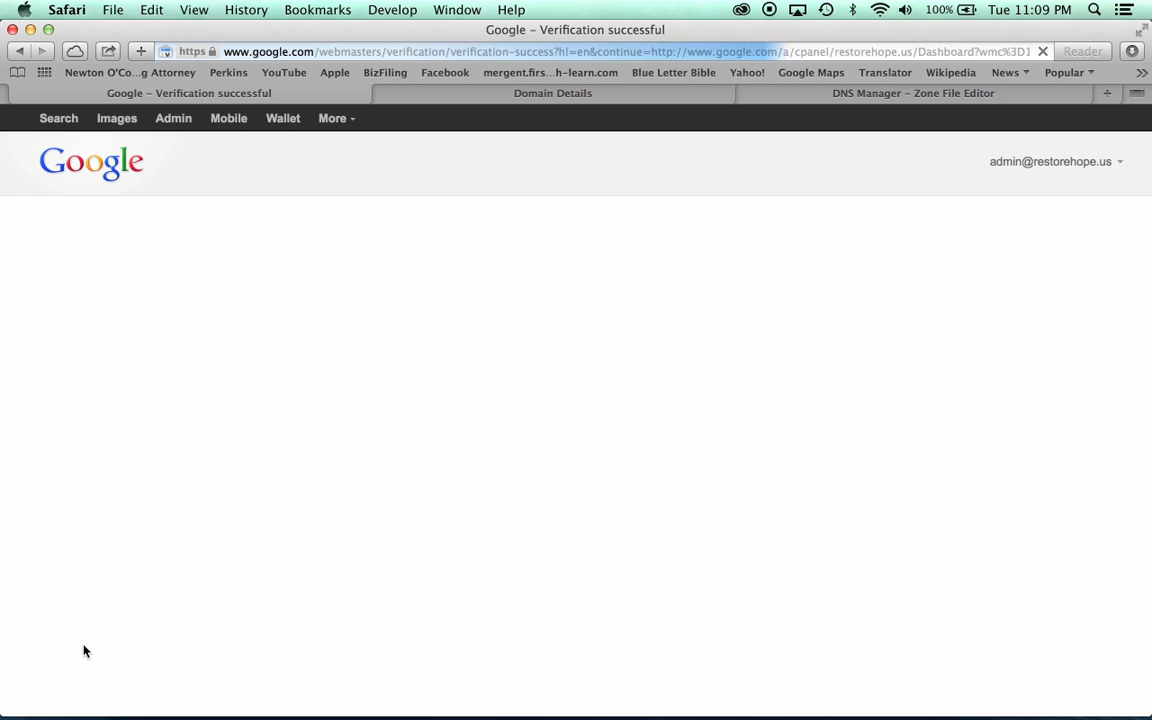 Safari File Edit View History Bookmarks Develop Window Help 100% Tue 11:09 PM
Google – Verification successful
https www.google.com/webmasters/verification/verification-success?hl=en&continue=http://www.google.com/a/cpanel/restorehope.us/Dashboard?wmc%3D1 Reader
Newton O'Co...g Attorney Perkins YouTube Apple BizFiling Facebook mergent.firs...h-learn.com Blue Letter Bible Yahoo! Google Maps Translator Wikipedia News Popular
Google – Verification successful Domain Details DNS Manager – Zone File Editor
Search Images Admin Mobile Wallet More
Google admin@restorehope.us